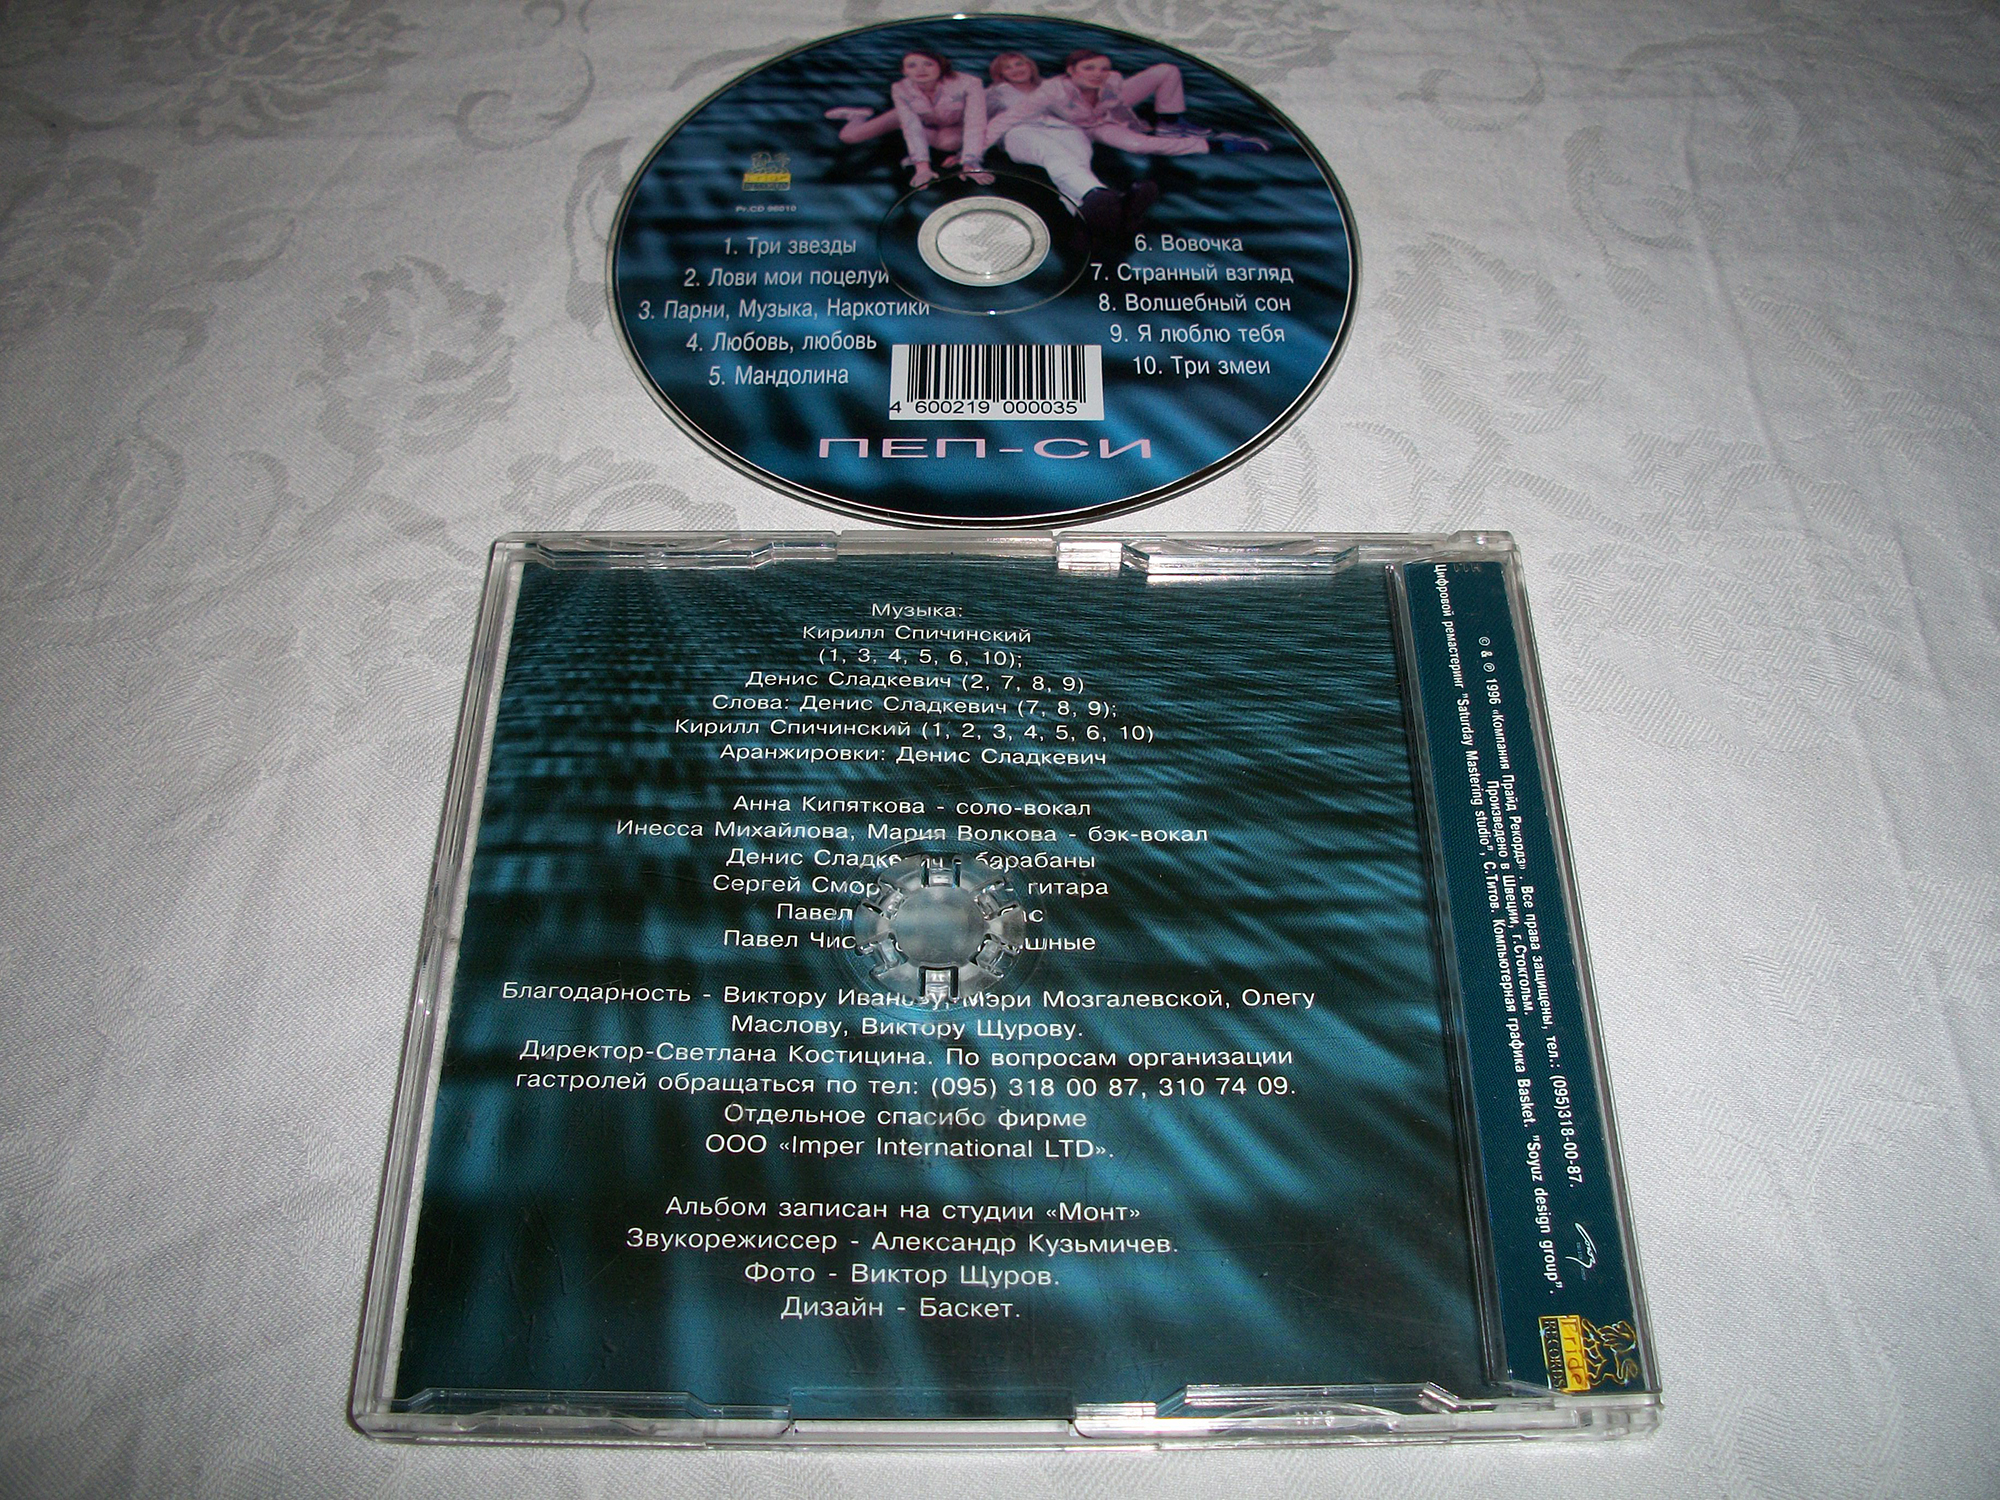 Pride
RECORDS
Pr.CD 96010
1. Три звезды
2. Лови мои поцелуи
3. Парни, Музыка, Наркотики
4. Любовь, любовь
5. Мандолина
6. Вовочка
7. Странный взгляд
8. Волшебный сон
9. Я люблю тебя
10. Три змеи
4 600219 000035
ПЕП-СИ
Музыка:
Кирилл Спичинский
(1, 3, 4, 5, 6, 10);
Денис Сладкевич (2, 7, 8, 9)
Слова: Денис Сладкевич (7, 8, 9);
Кирилл Спичинский (1, 2, 3, 4, 5, 6, 10)
Аранжировки: Денис Сладкевич
Анна Кипяткова - соло-вокал
Инесса Михайлова, Мария Волкова - бэк-вокал
Денис Сладкевич - барабаны
Сергей - гитара
Павел
Павел
Благодарность - Виктору Иванову, Мэри Мозгалевской, Олегу
Маслову, Виктору Щурову.
Директор-Светлана Костицина. По вопросам организации
гастролей обращаться по тел: (095) 318 00 87, 310 74 09.
Отдельное спасибо фирме
ООО «Imper International LTD».
Альбом записан на студии «Монт»
Звукорежиссер - Александр Кузьмичев.
Фото - Виктор Щуров.
Дизайн - Баскет.
© & ℗ 1996 «Компания Прайд Рекордз» . Все права защищены, тел.: (095)318-00-87.
Произведено в Швеции, г.Стокгольм.
Цифровой ремастеринг "Saturday Mastering studio", С.Титов. Компьютерная графика Basket. "Soyuz design group".
Pride
RECORDS